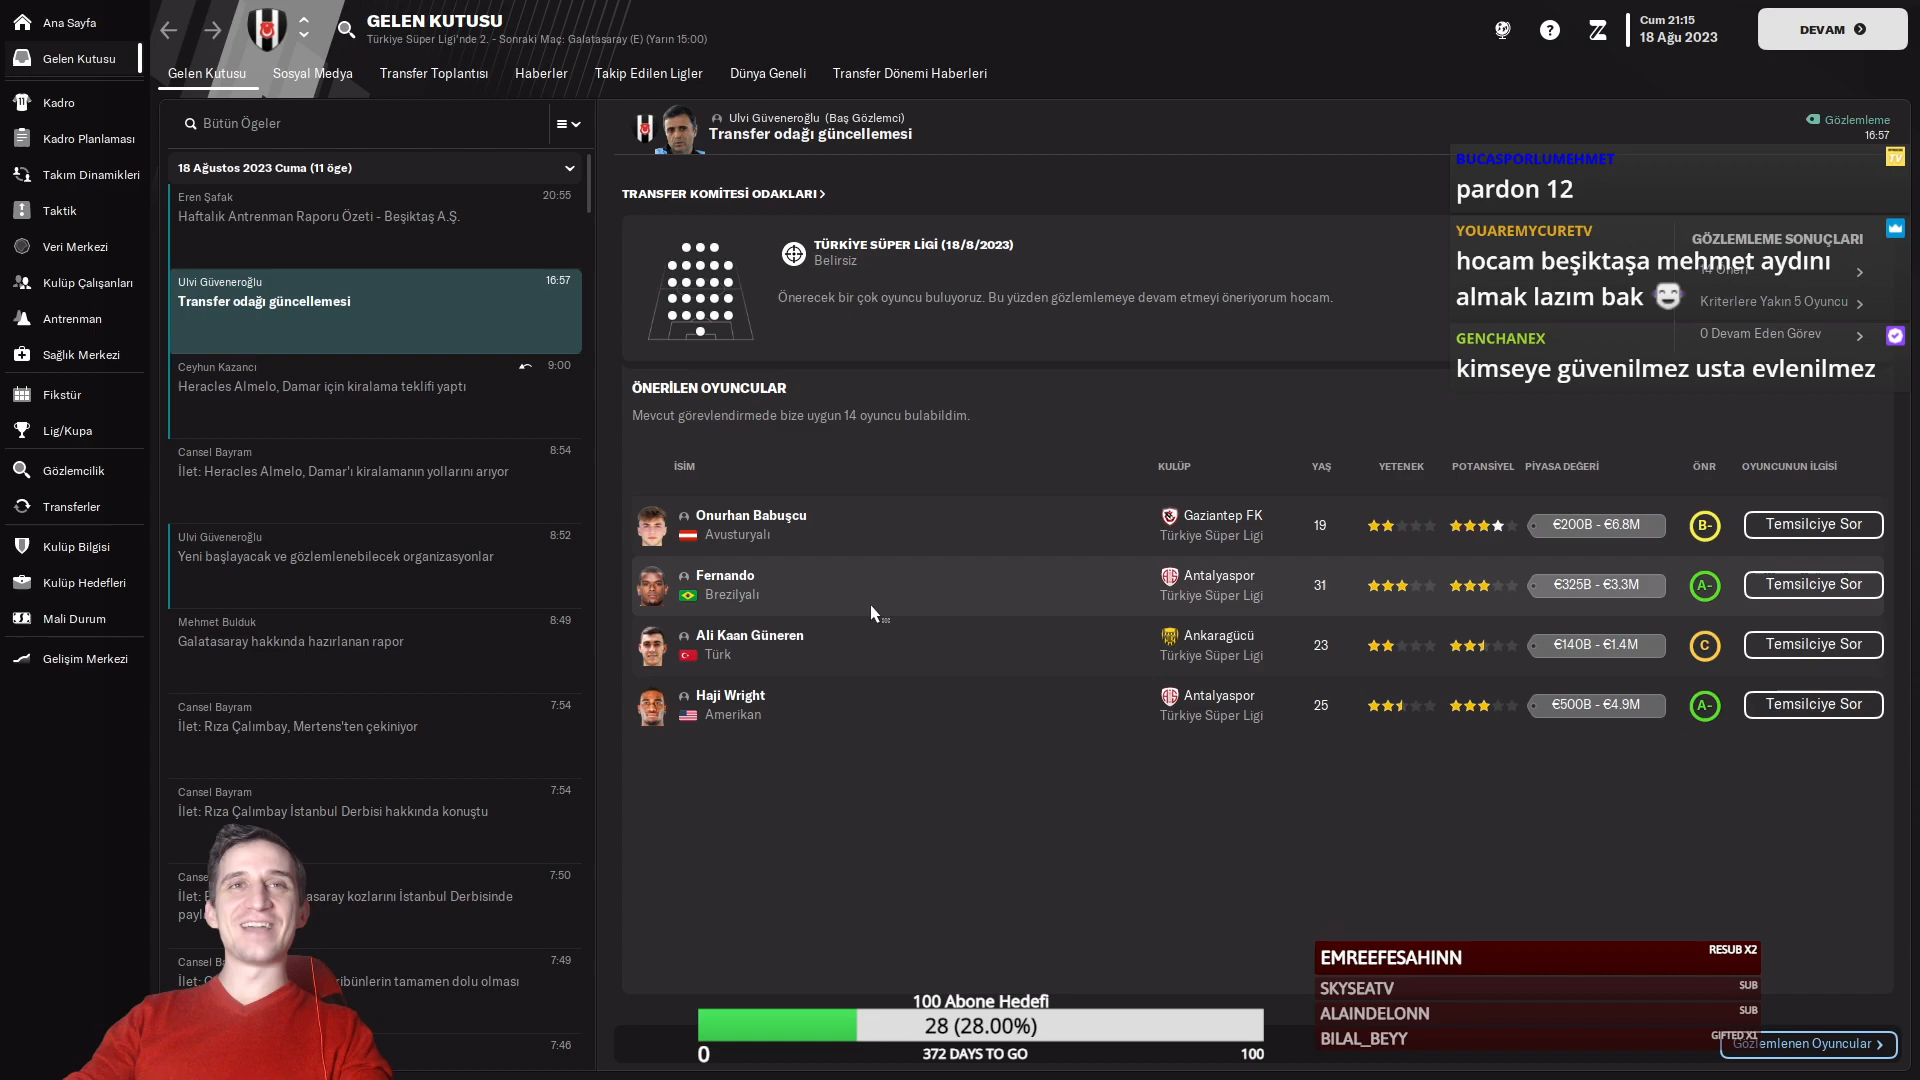 Ana Sayfa
Gelen Kutusu
Kadro
Kadro Planlaması
Takım Dinamikleri
Taktik
Veri Merkezi
Kulüp Çalışanları
Antrenman
Sağlık Merkezi
Fikstür
Lig/Kupa
Gözlemcilik
Transferler
Kulüp Bilgisi
Kulüp Hedefleri
Mali Durum
Gelişim Merkezi
GELEN KUTUSU
Türkiye Süper Ligi'nde 2. - Sonraki Maç: Galatasaray (E) (Yarın 15:00)
Cum 21:15
18 Ağu 2023
DEVAM
Gelen Kutusu Sosyal Medya Transfer Toplantısı Haberler Takip Edilen Ligler Dünya Geneli Transfer Dönemi Haberleri
Bütün Ögeler
18 Ağustos 2023 Cuma (11 öge)
Eren Şafak 20:55
Haftalık Antrenman Raporu Özeti - Beşiktaş A.Ş.
Ulvi Güveneroğlu 16:57
Transfer odağı güncellemesi
Ceyhun Kazancı 9:00
Heracles Almelo, Damar için kiralama teklifi yaptı
Cansel Bayram 8:54
İlet: Heracles Almelo, Damar'ı kiralamanın yollarını arıyor
Ulvi Güveneroğlu 8:52
Yeni başlayacak ve gözlemlenebilecek organizasyonlar
Mehmet Bulduk 8:49
Galatasaray hakkında hazırlanan rapor
Cansel Bayram 7:54
İlet: Rıza Çalımbay, Mertens'ten çekiniyor
Cansel Bayram 7:54
İlet: Rıza Çalımbay İstanbul Derbisi hakkında konuştu
7:50
İlet: kozlarını İstanbul Derbisinde
7:49
tamamen dolu olması
7:46
Ulvi Güveneroğlu (Baş Gözlemci)
Transfer odağı güncellemesi
Gözlemleme
16:57
TRANSFER KOMİTESİ ODAKLARI
TÜRKİYE SÜPER LİGİ (18/8/2023)
Belirsiz
Önerecek bir çok oyuncu buluyoruz. Bu yüzden gözlemlemeye devam etmeyi öneriyorum hocam.
GÖZLEMLEME SONUÇLARI
14 Öneri
Kriterlere Yakın 5 Oyuncu
0 Devam Eden Görev
BUCASPORLUMEHMET
TV
pardon 12
YOUAREMYCURETV
hocam beşiktaşa mehmet aydını
almak lazım bak
GENCHANEX
kimseye güvenilmez usta evlenilmez
ÖNERİLEN OYUNCULAR
Mevcut görevlendirmede bize uygun 14 oyuncu bulabildim.
İSİM KULÜP YAŞ YETENEK POTANSİYEL PİYASA DEĞERİ ÖNR OYUNCUNUN İLGİSİ
Onurhan Babuşcu Gaziantep FK 19 €200B - €6.8M B- Temsilciye Sor
Avusturyalı Türkiye Süper Ligi
Fernando Antalyaspor 31 €325B - €3.3M A- Temsilciye Sor
Brezilyalı Türkiye Süper Ligi
Ali Kaan Güneren Ankaragücü 23 €140B - €1.4M C Temsilciye Sor
Türk Türkiye Süper Ligi
Haji Wright Antalyaspor 25 €500B - €4.9M A- Temsilciye Sor
Amerikan Türkiye Süper Ligi
100 Abone Hedefi
28 (28.00%)
0 372 DAYS TO GO 100
EMREEFESAHINN RESUB X2
SKYSEATV SUB
ALAINDELONN SUB
BILAL_BEYY GIFTED X1
Gözlemlenen Oyuncular